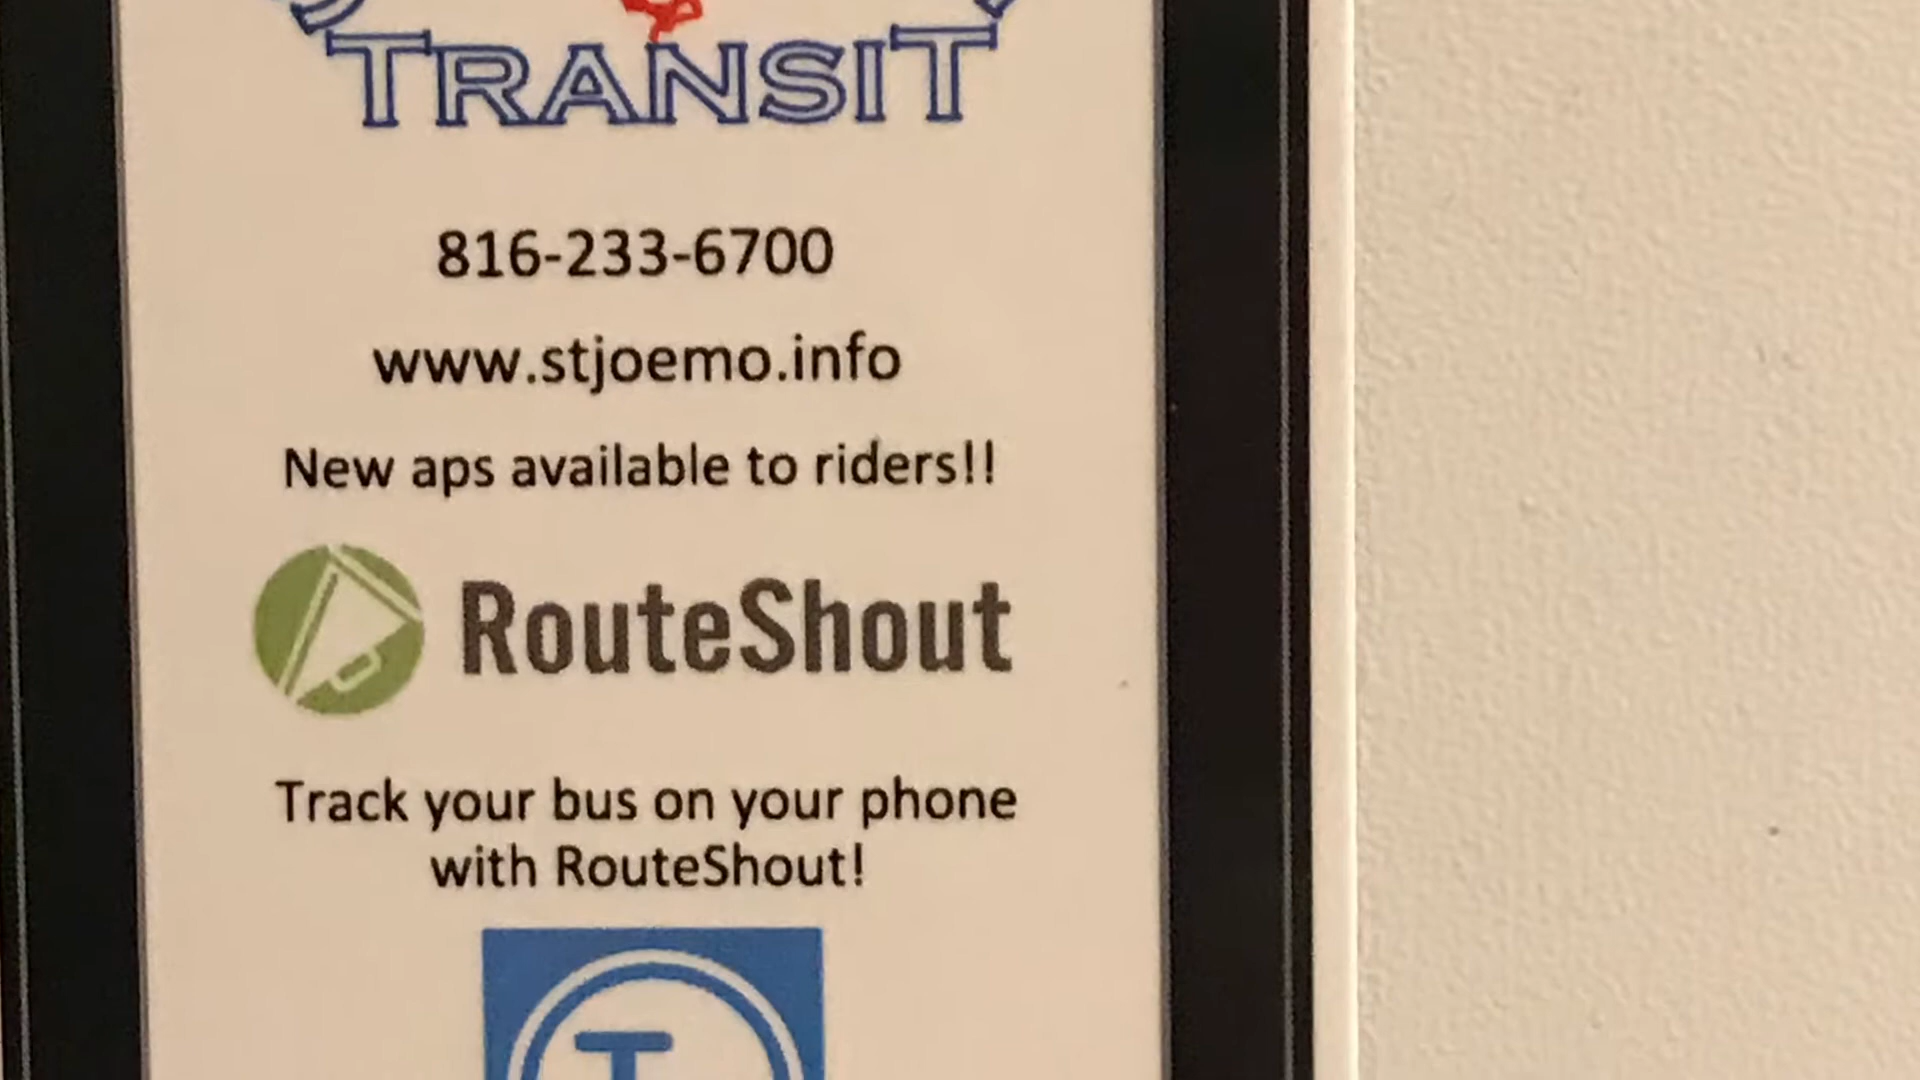 TRANSIT
816-233-6700
www.stjoemo.info
New aps available to riders!!
RouteShout
Track your bus on your phone
with RouteShout!
T